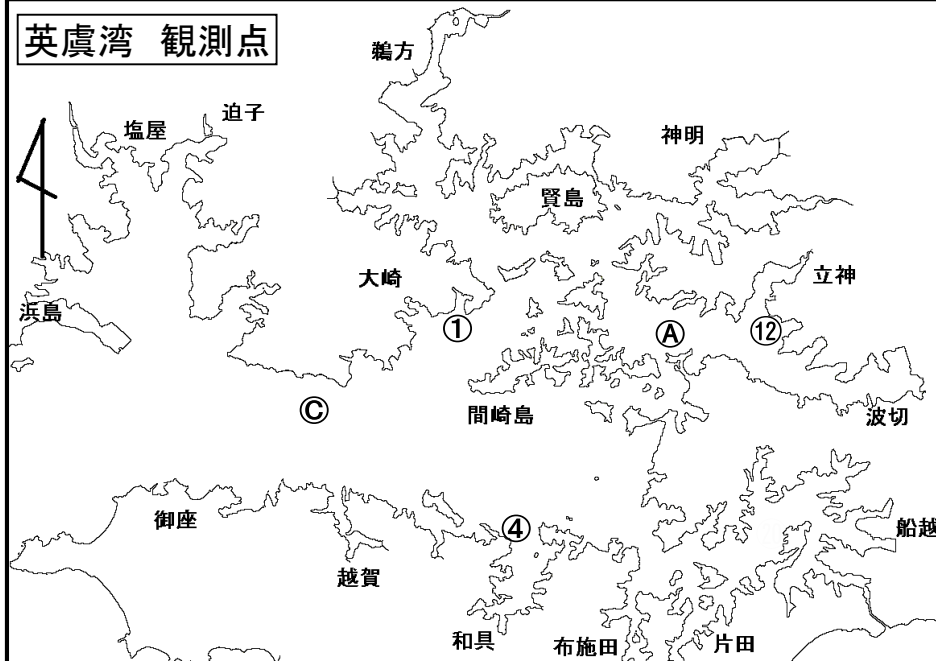 英虞湾 観測点
鵜方
迫子
塩屋
神明
賢島
大崎
立神
浜島
①
Ⓐ
⑫
Ⓒ
間崎島
波切
御座
④
船越
越賀
和具
布施田
片田